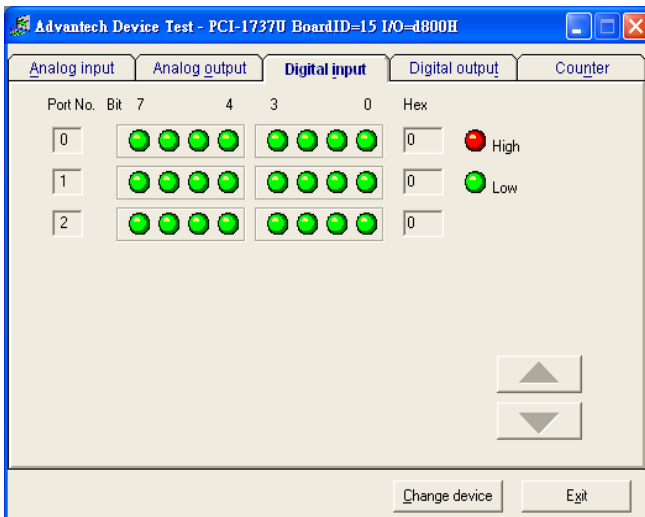 Advantech Device Test - PCI-1737U BoardID=15 I/O=d800H
Analog input Analog output Digital input Digital output Counter
Port No. Bit 7 4 3 0 Hex
0 0 High
1 0 Low
2 0
Change device Exit